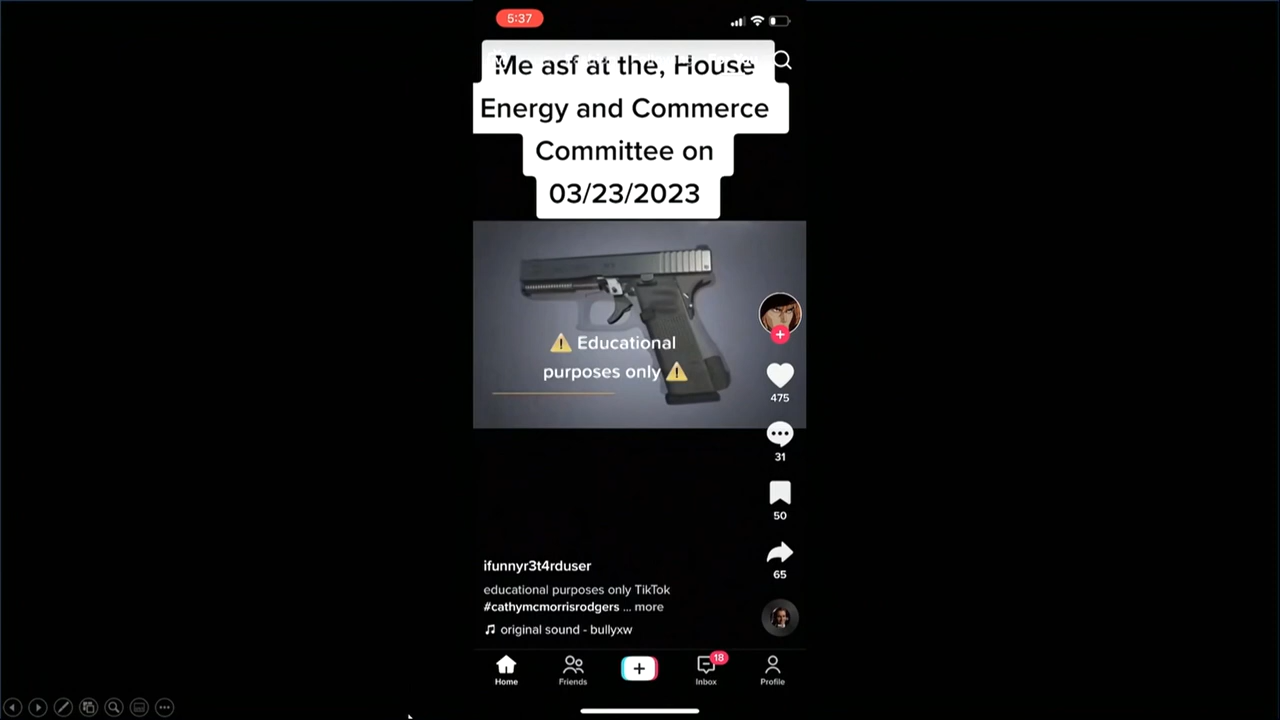 5:37
Me asf at the, House
Energy and Commerce
Committee on
03/23/2023
⚠️ Educational
purposes only ⚠️
475
31
50
65
ifunnyr3t4rduser
educational purposes only TikTok
#cathymcmorrisrodgers ... more
original sound - bullyxw
18
Home
Friends
Inbox
Profile